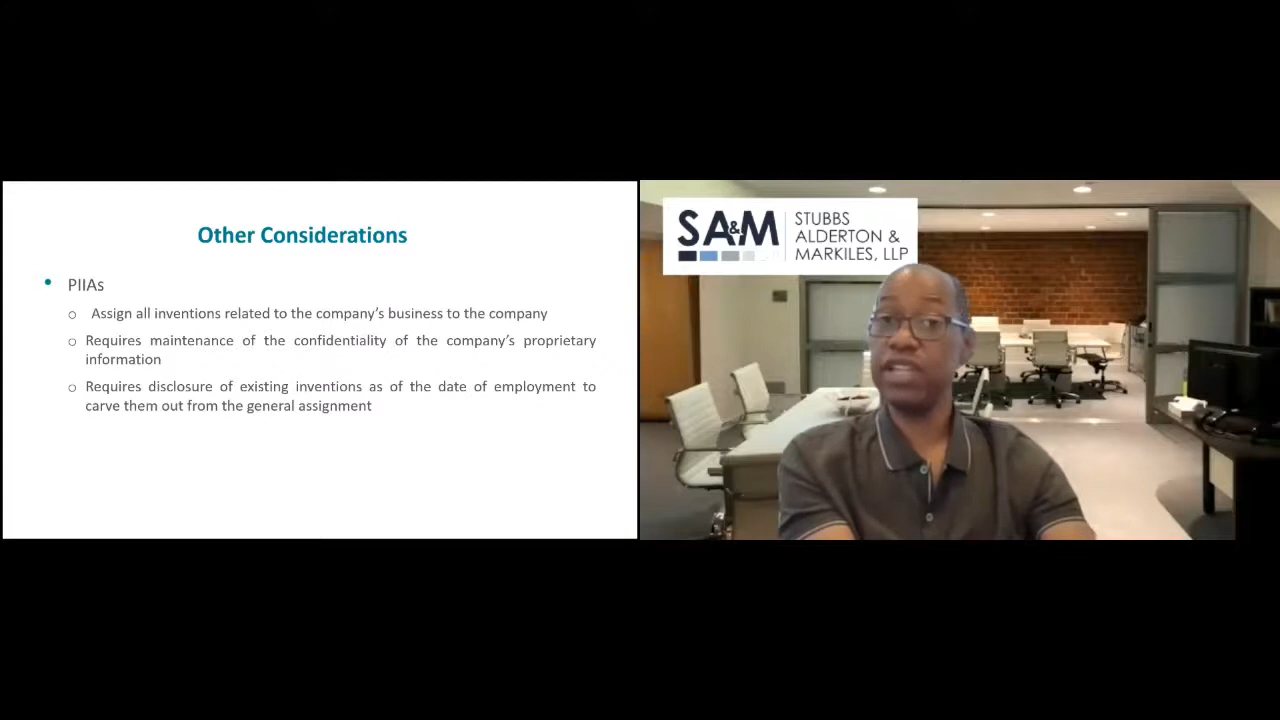 Other Considerations
• PIIAs
o Assign all inventions related to the company's business to the company
o Requires maintenance of the confidentiality of the company's proprietary
information
o Requires disclosure of existing inventions as of the date of employment to
carve them out from the general assignment
SA&M
STUBBS
ALDERTON &
MARKILES, LLP